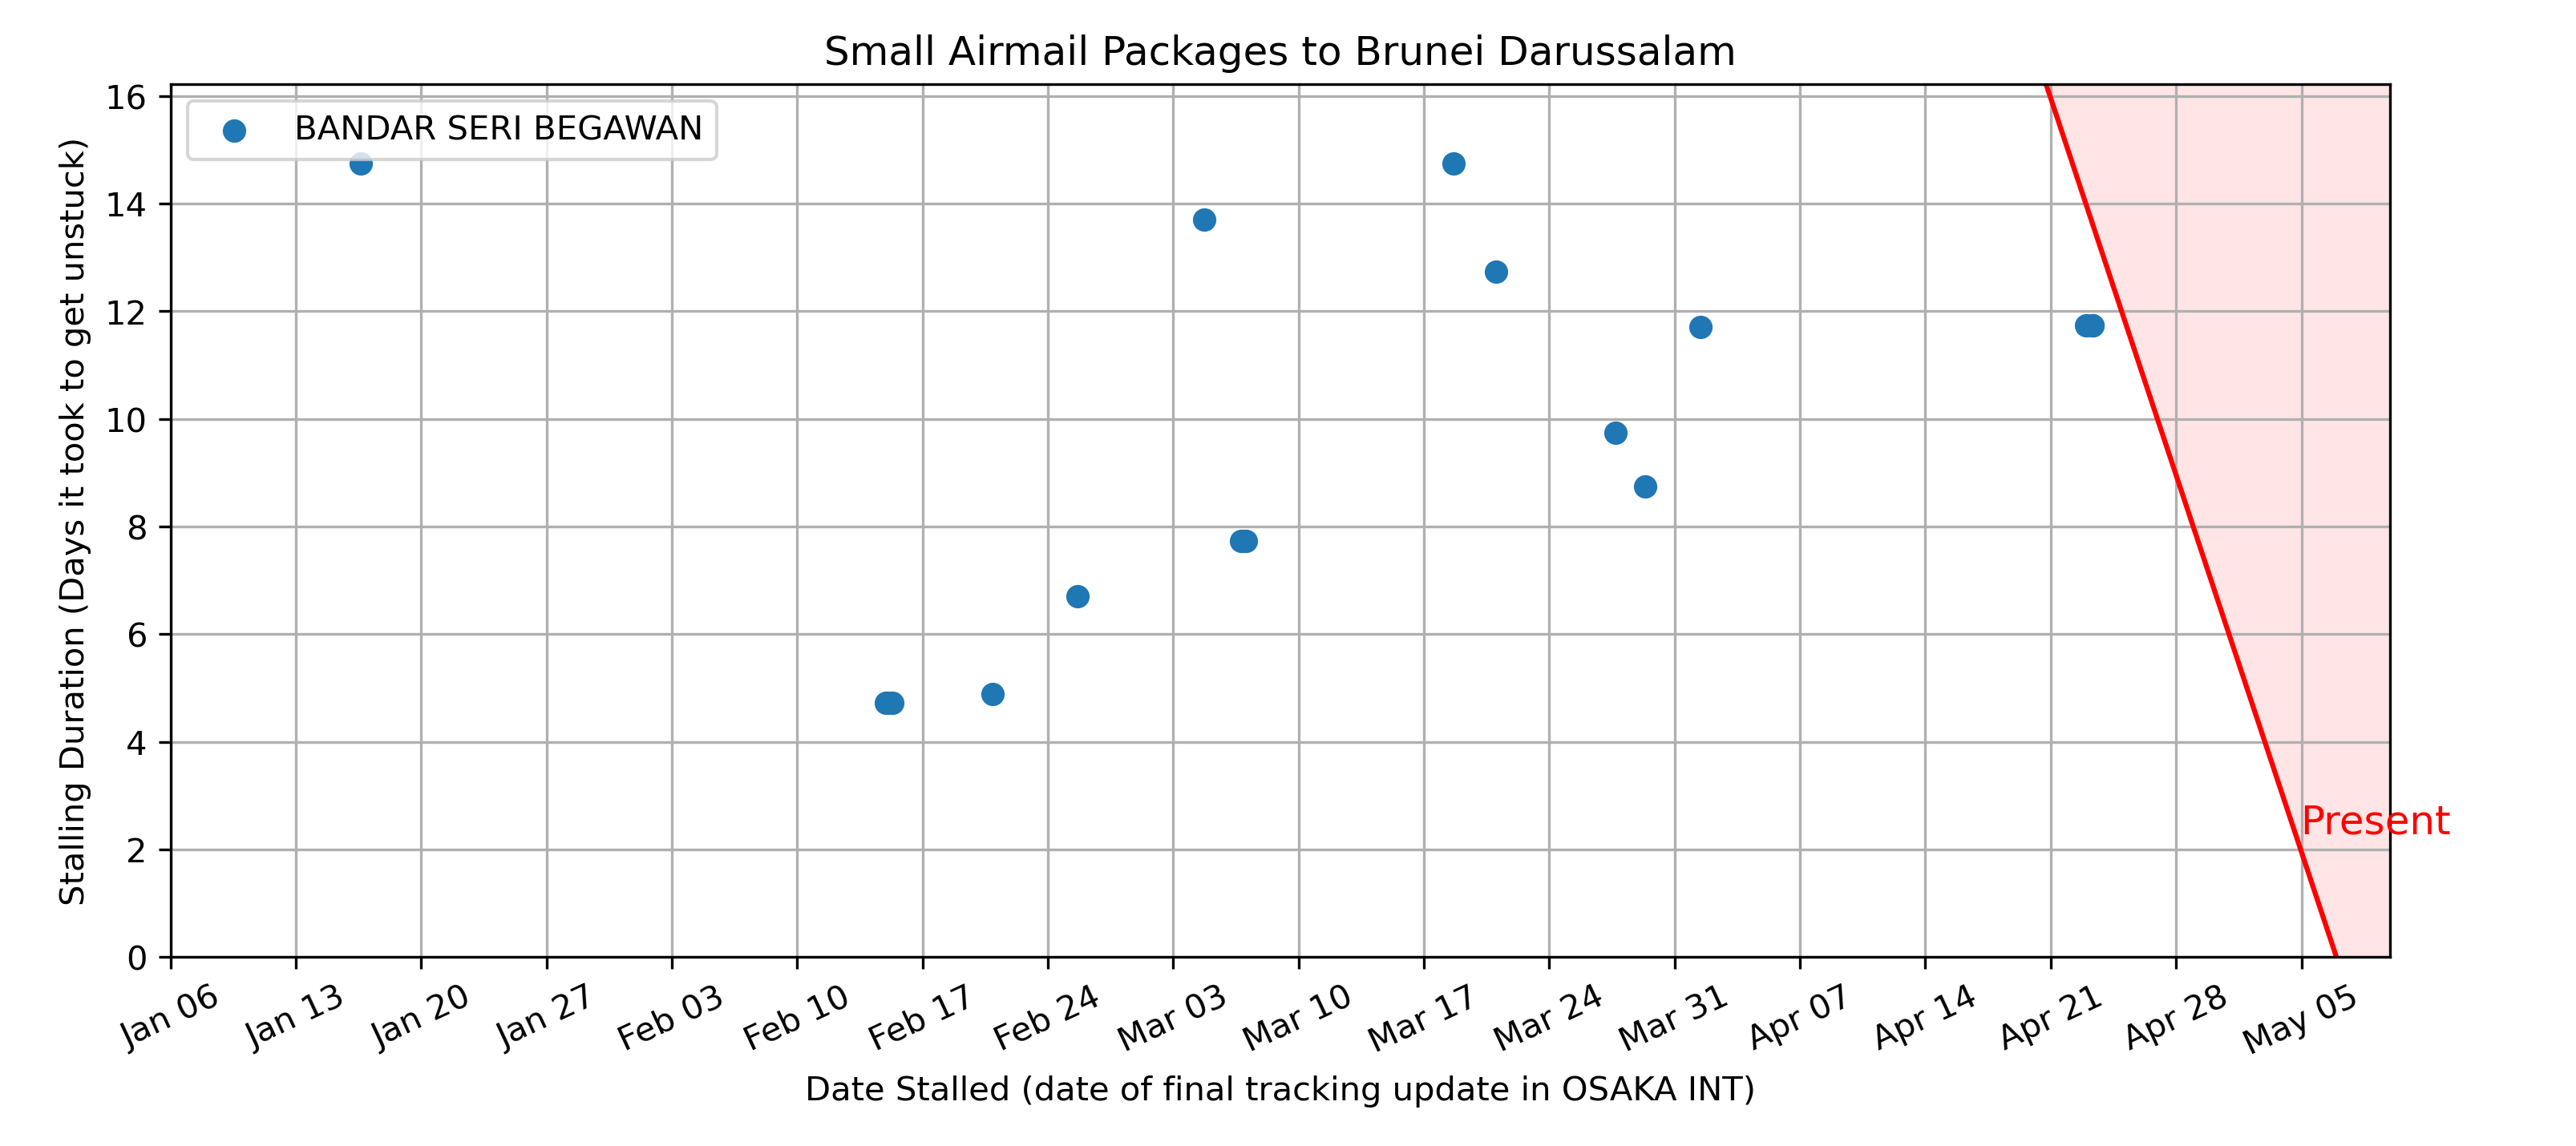 Small Airmail Packages to Brunei Darussalam
BANDAR SERI BEGAWAN
Stalling Duration (Days it took to get unstuck)
16
14
12
10
8
6
4
2
0
Present
Jan 06
Jan 13
Jan 20
Jan 27
Feb 03
Feb 10
Feb 17
Feb 24
Mar 03
Mar 10
Mar 17
Mar 24
Mar 31
Apr 07
Apr 14
Apr 21
Apr 28
May 05
Date Stalled (date of final tracking update in OSAKA INT)